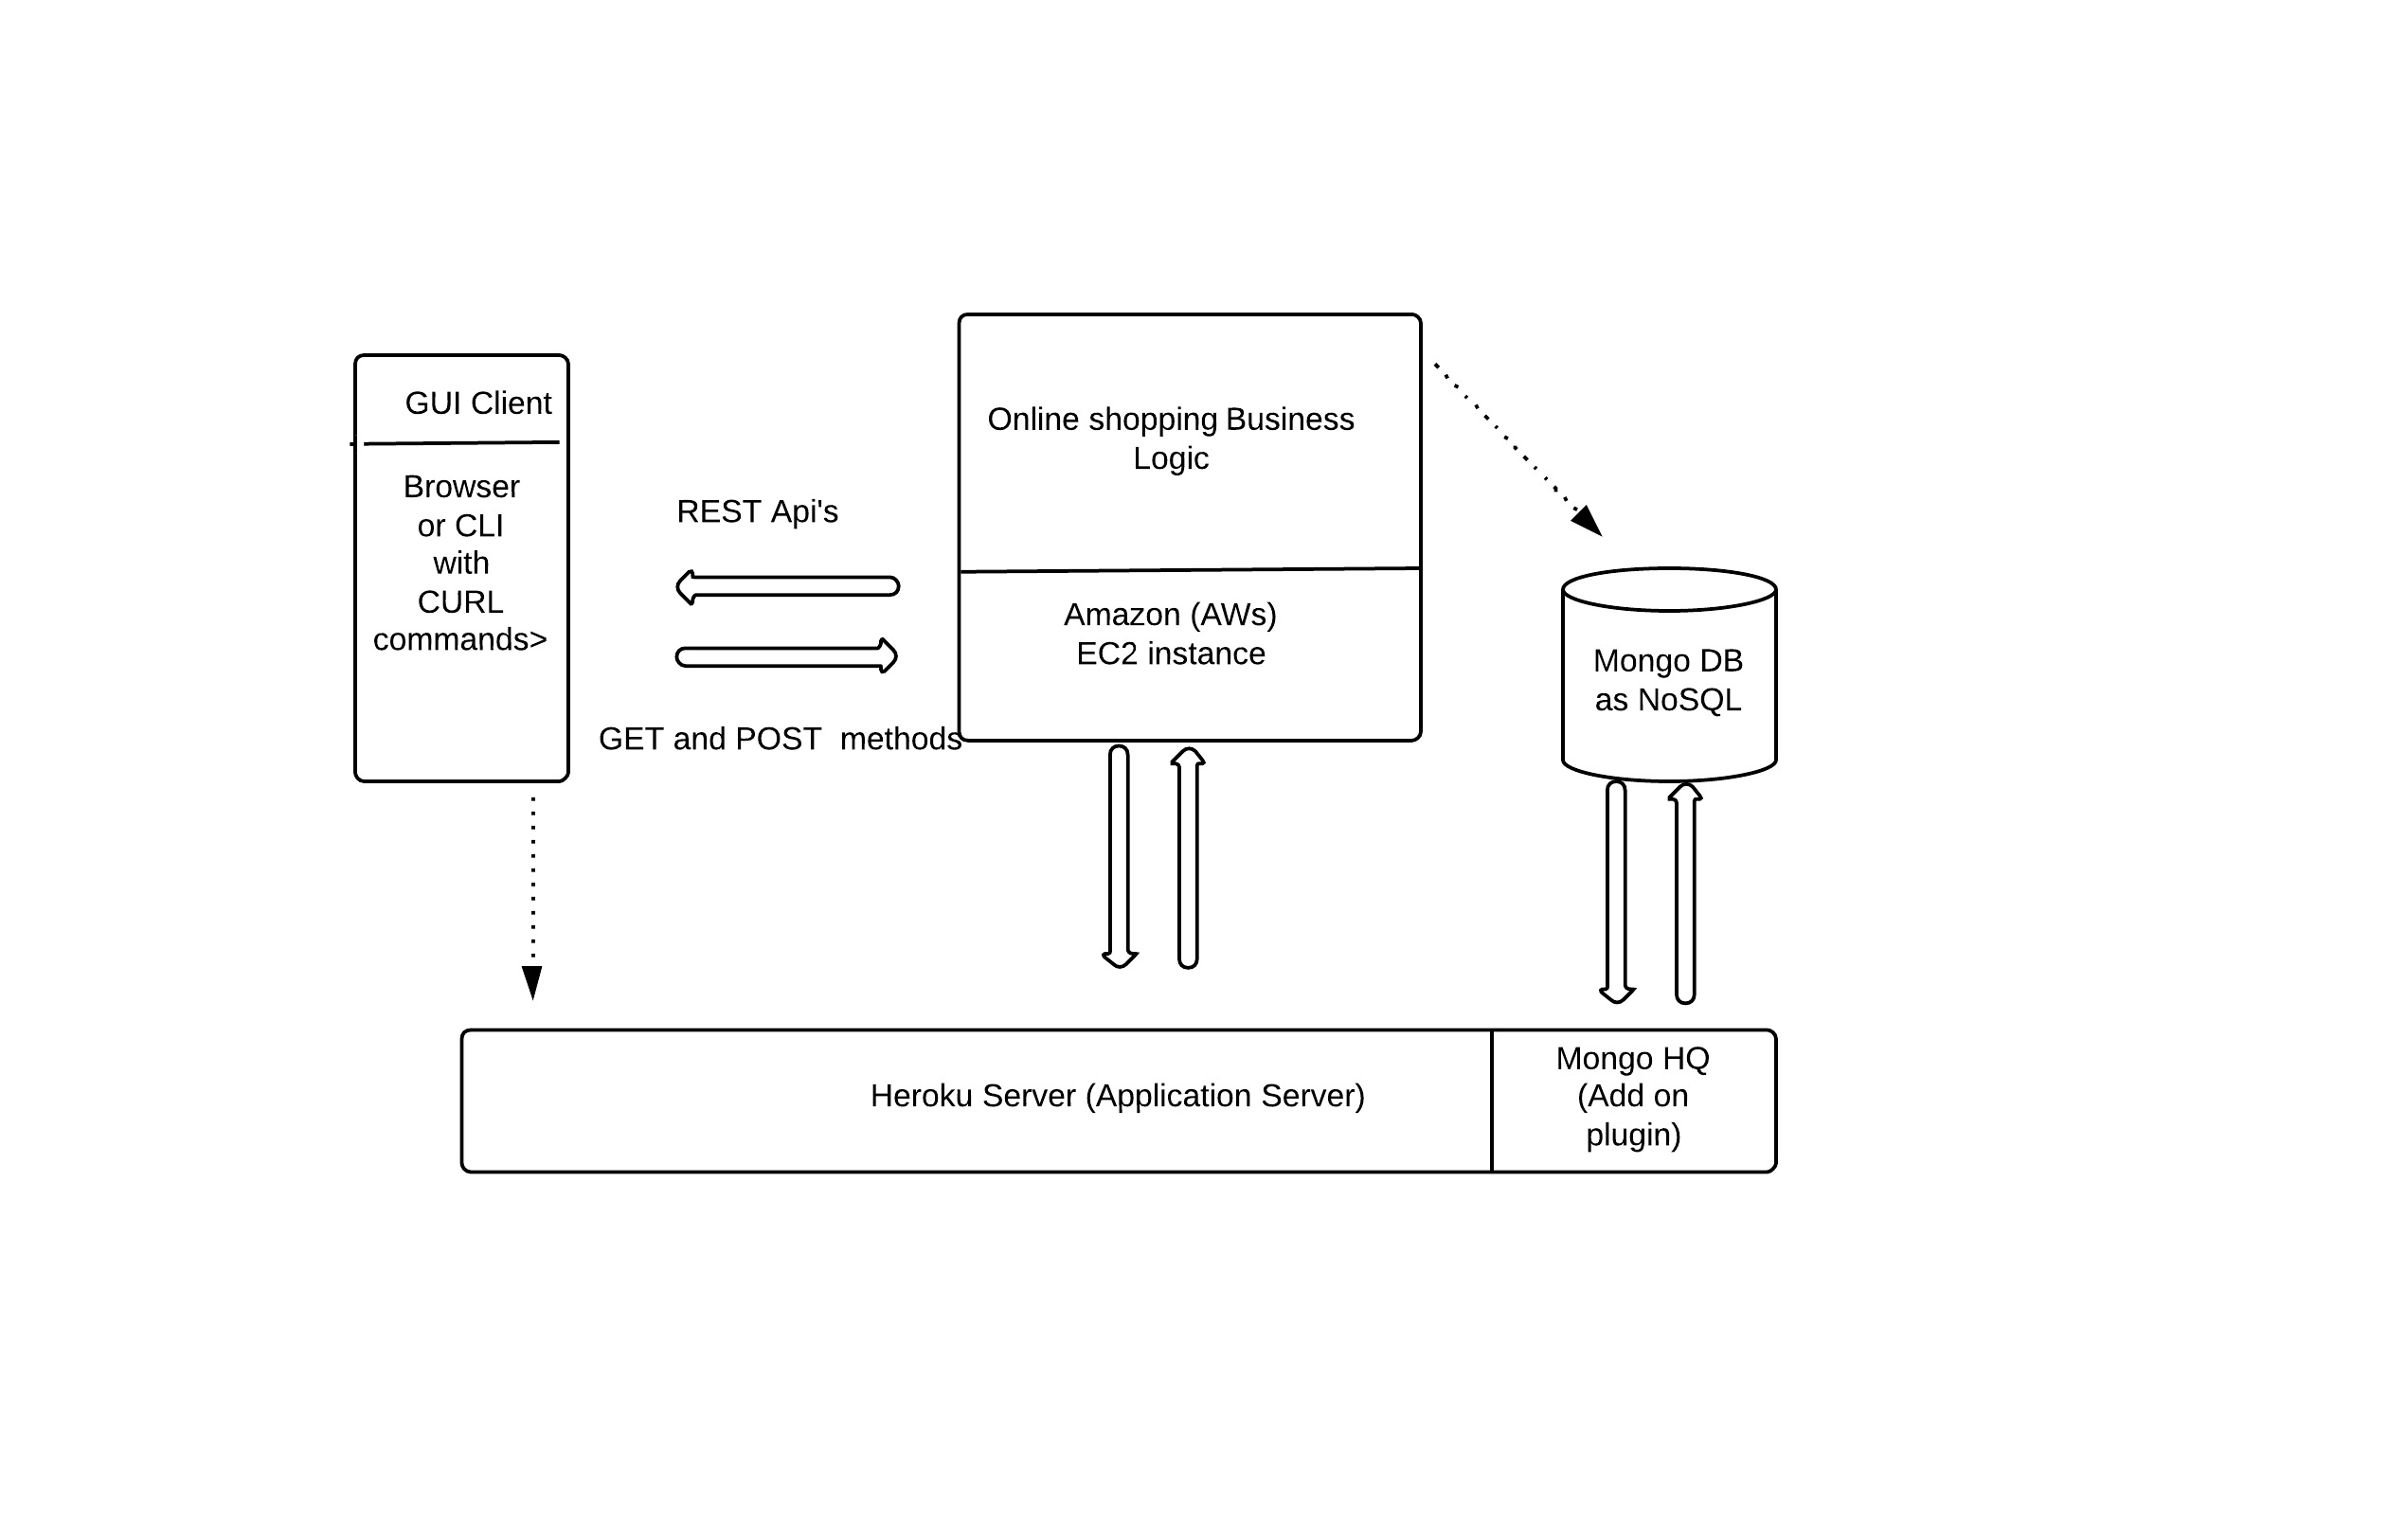 GUI Client
Browser
or CLI
with
CURL
commands>
REST Api's
GET and POST  methods
Online shopping Business
Logic
Amazon (AWs)
EC2 instance
Mongo DB
as NoSQL
Heroku Server (Application Server)
Mongo HQ
(Add on
plugin)